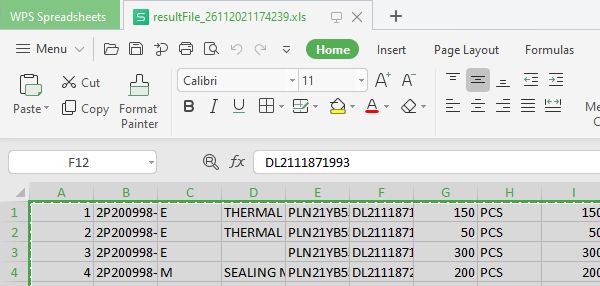 WPS Spreadsheets
S resultFile_26112021174239.xls
Home Insert Page Layout Formulas
Paste Cut Copy Format Painter
Calibri 11 A+ A-
B I U A
F12 fx DL2111871993
A B C D E F G H I
1 1 2P200998- E THERMAL PLN21YB5 DL2111871 150 PCS 150
2 2 2P200998- E THERMAL PLN21YB5 DL2111871 50 PCS 50
3 3 2P200998- E PLN21YB5 DL2111871 300 PCS 300
4 4 2P200998- M SEALING M PLN21YB5 DL2111872 200 PCS 200